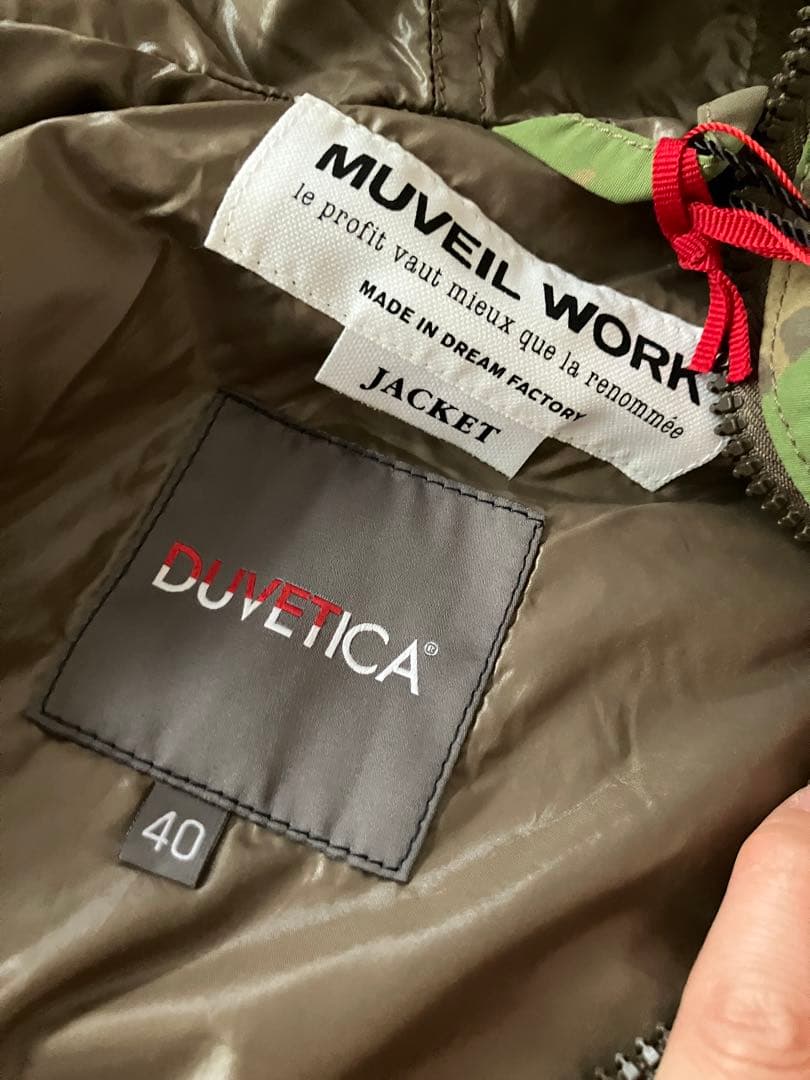 MUVEIL WORK
le profit vaut mieux que la renommée
MADE IN DREAM FACTORY
JACKET
DUVETICA®
40